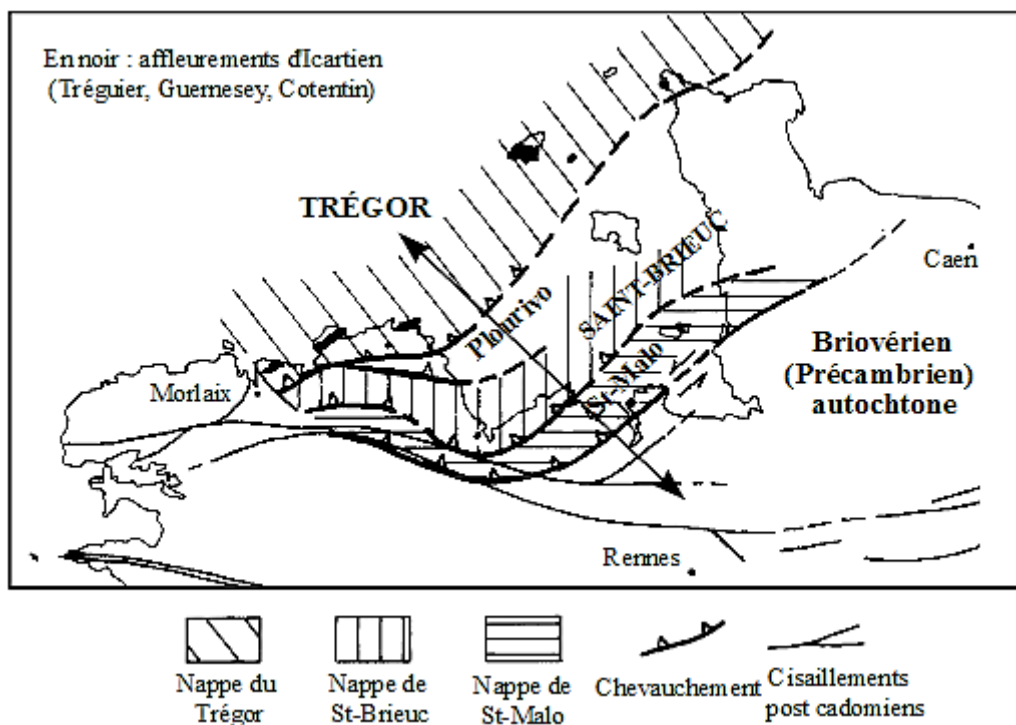 En noir : affleurements d'Icartien
(Tréguier, Guernesey, Cotentin)
TRÉGOR
Plourivo
SAINT-BRIEUC
Caen
(St-Malo
Briovérien
(Précambrien)
autochtone
Morlaix
Rennes
Nappe du
Trégor
Nappe de
St-Brieuc
Nappe de
St-Malo
Chevauchement
Cisaillements
post cadomiens